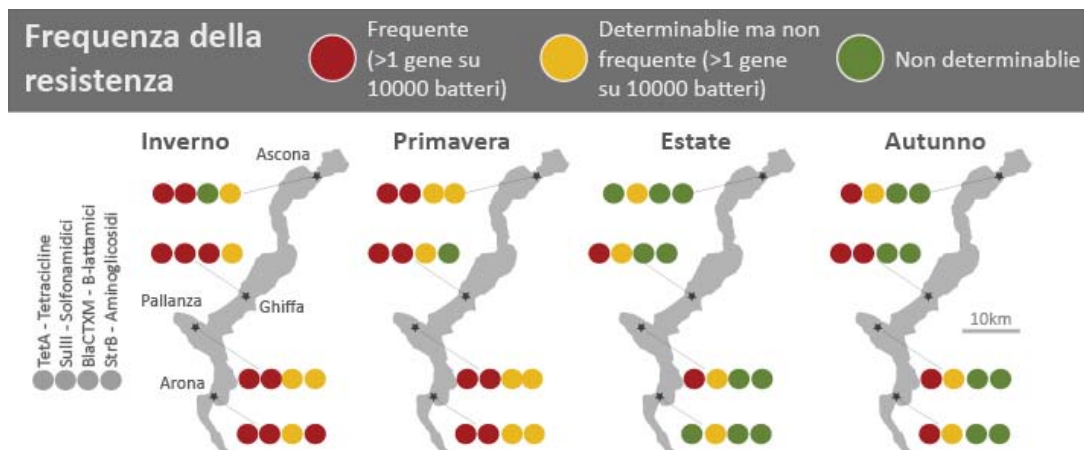 Frequenza della
resistenza
Frequente
(>1 gene su
10000 batteri)
Determinablie ma non
frequente (>1 gene
su 10000 batteri)
Non determinablie
Inverno
Primavera
Estate
Autunno
Ascona
Ghiffa
Pallanza
Arona
10km
TetA - Tetracicline
SulII - Solfonamidici
BlaCTXM - B-lattamici
StrB - Aminoglicosidi